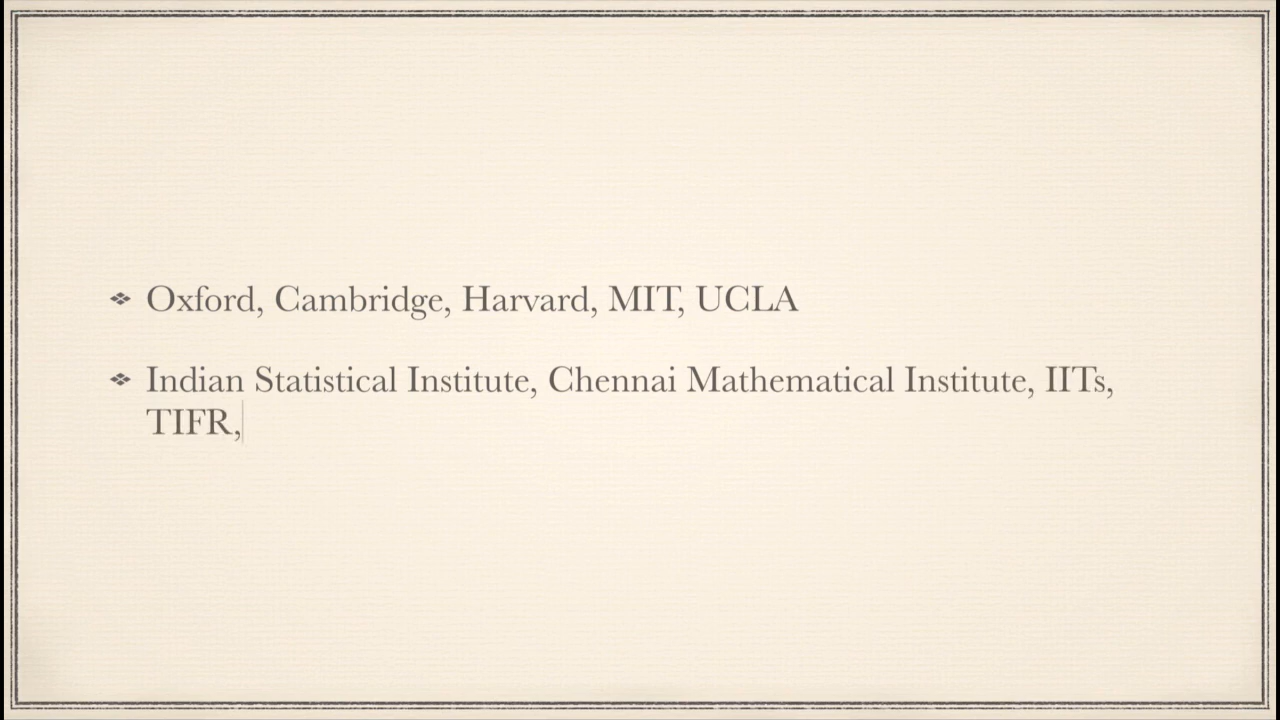 Oxford, Cambridge, Harvard, MIT, UCLA
Indian Statistical Institute, Chennai Mathematical Institute, IITs,
TIFR,